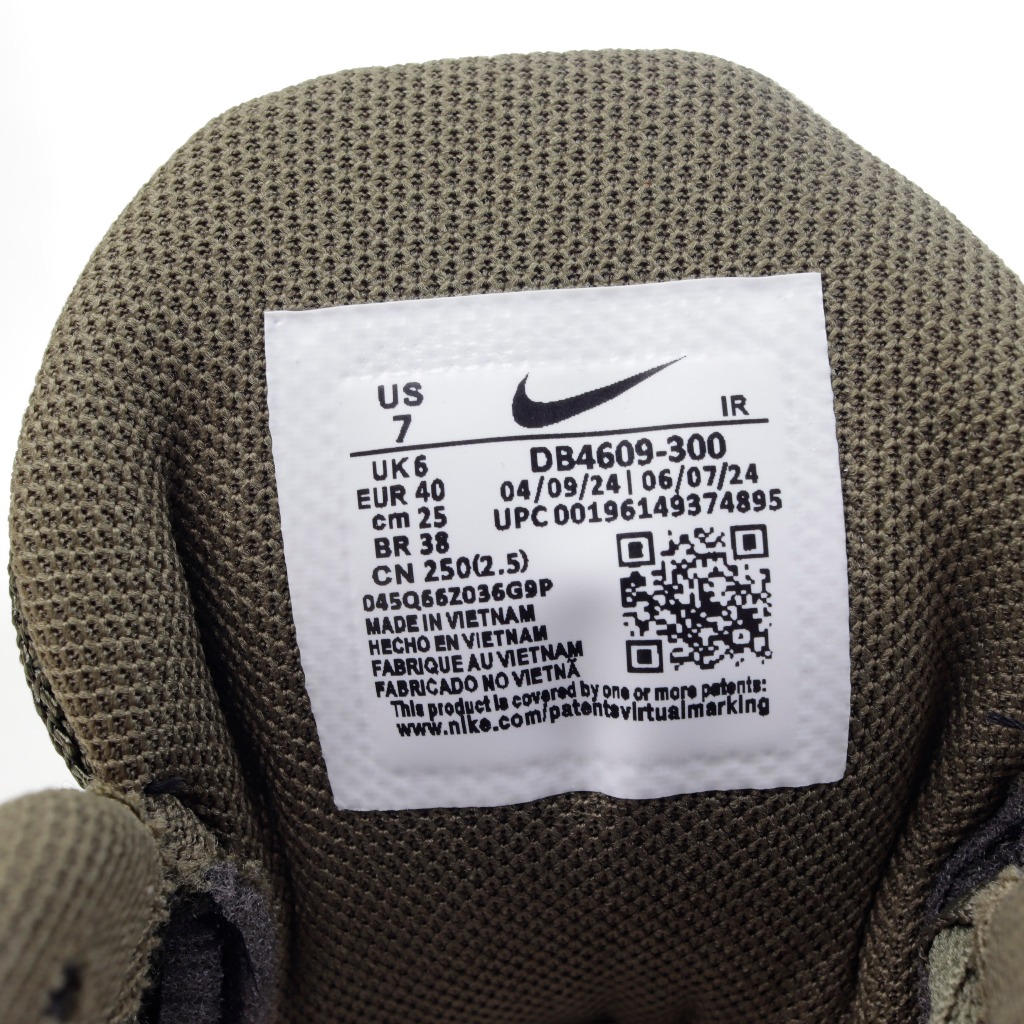 US
7
IR
UK 6
EUR 40
cm 25
BR 38
CN 250(2.5)
DB4609-300
04/09/24 | 06/07/24
UPC 00196149374895
045Q66Z036G9P
MADE IN VIETNAM
HECHO EN VIETNAM
FABRIQUE AU VIETNAM
FABRICADO NO VIETNÃ
This product is covered by one or more patents:
www.nike.com/patentsvirtualmarking